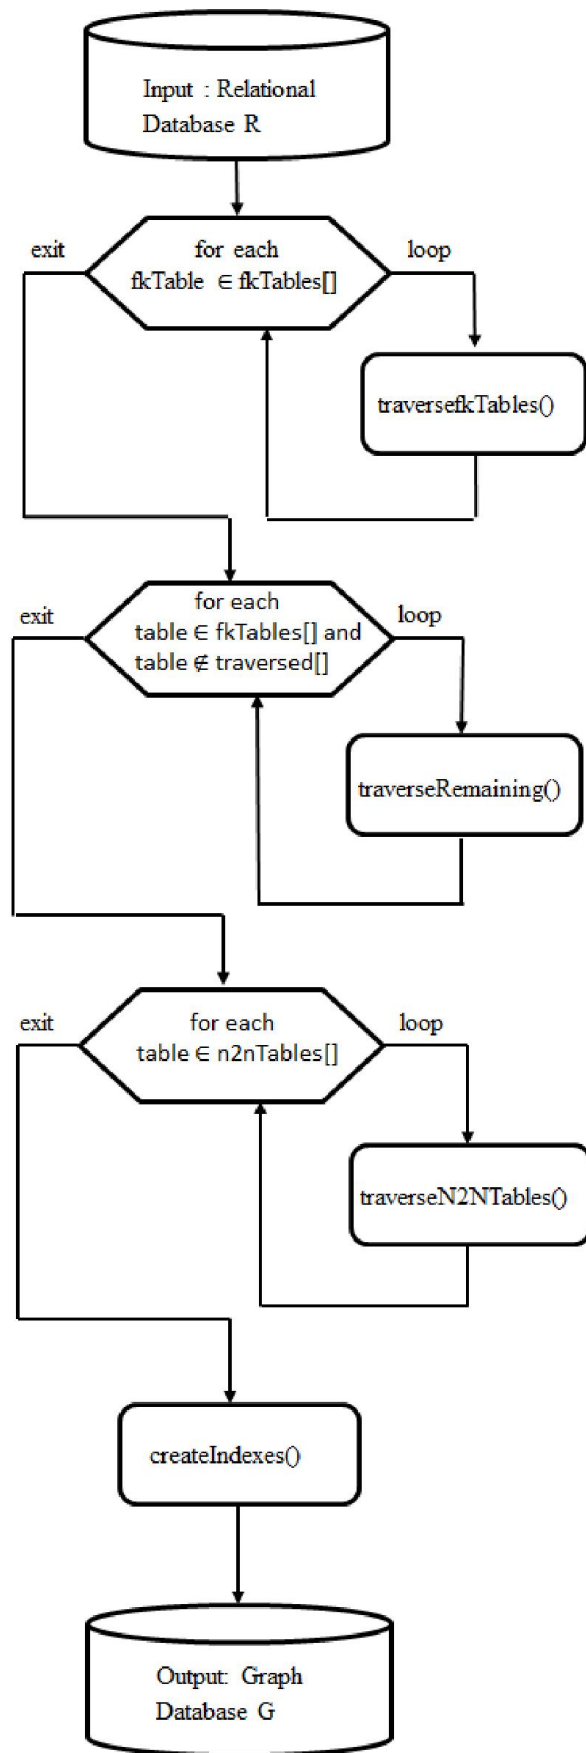 Input : Relational
Database R
for each
exit
loop
fkTable ∈ fkTables[]
traversefkTables()
for each
exit
loop
table ∈ fkTables[] and
table ∉ traversed[]
traverseRemaining()
for each
exit
loop
table ∈ n2nTables[]
traverseN2NTables()
createIndexes()
Output: Graph
Database G